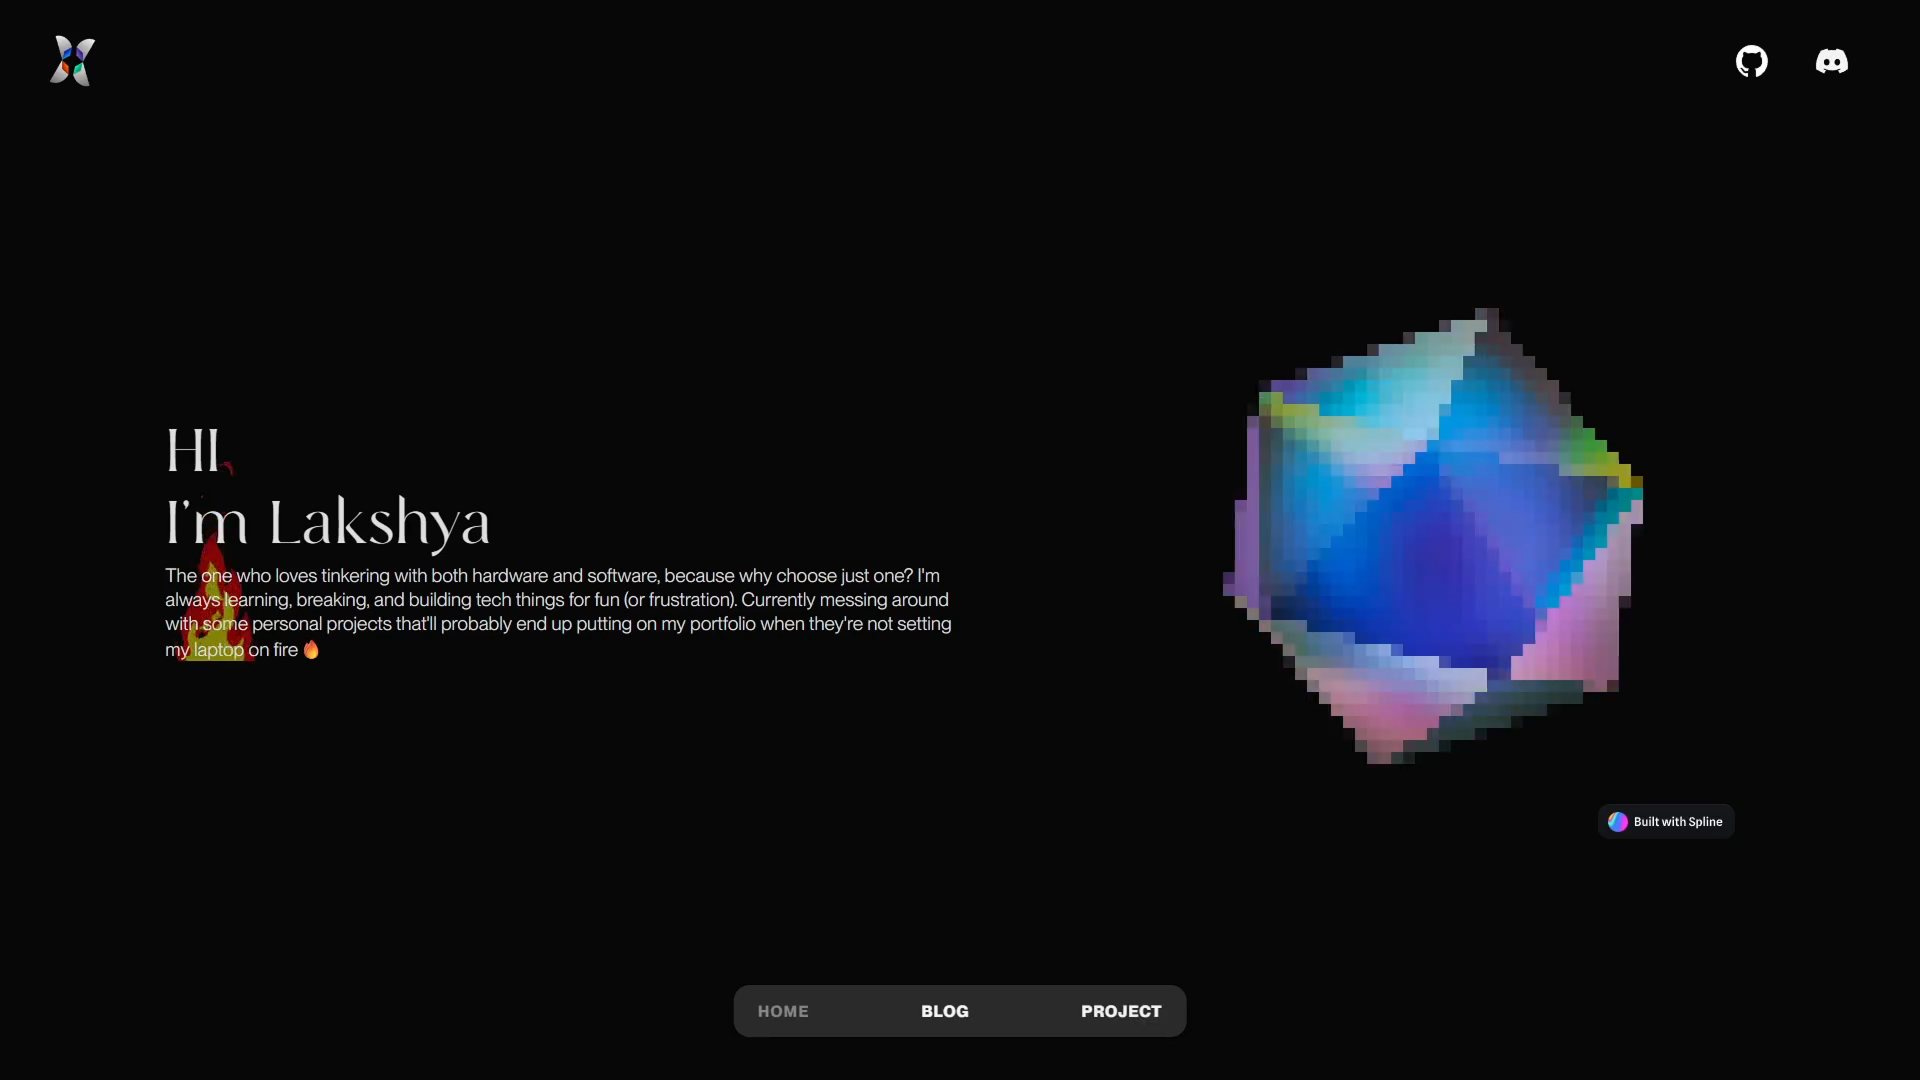 HI,
I'm Lakshya
The one who loves tinkering with both hardware and software, because why choose just one? I'm
always learning, breaking, and building tech things for fun (or frustration). Currently messing around
with some personal projects that'll probably end up putting on my portfolio when they're not setting
my laptop on fire 🔥
Built with Spline
HOME BLOG PROJECT